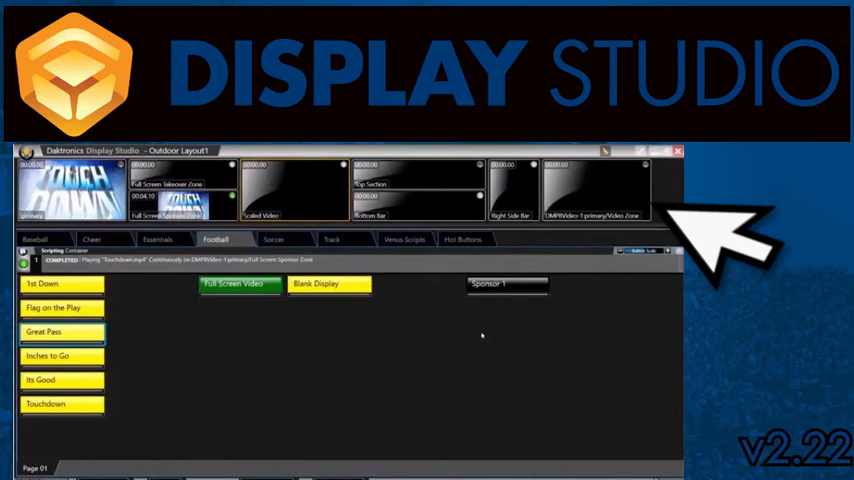 DISPLAY STUDIO
Daktronics Display Studio - Outdoor Layout1
00:00.00
TOUCH DOWN
primary
00:00.00
Full Screen Takeover Zone
00:04.10
Full Screen Sponsor Zone
00:00.00
Scaled Video
00:00.00
Top Section
00:00.00
Bottom Bar
00:00.00
Right Side Bar
00:00.00
DMPBVideo-1:primary/Video Zone
Baseball Cheer Essentials Football Soccer Track Venus Scripts Hot Buttons
Scripting Container
1 COMPLETED : Playing "Touchdown.mp4" Continuously on DMPBVideo-1:primary/Full Screen Sponsor Zone
1st Down Full Screen Video Blank Display Sponsor 1
Flag on the Play
Great Pass
Inches to Go
Its Good
Touchdown
Page 01
v2.22